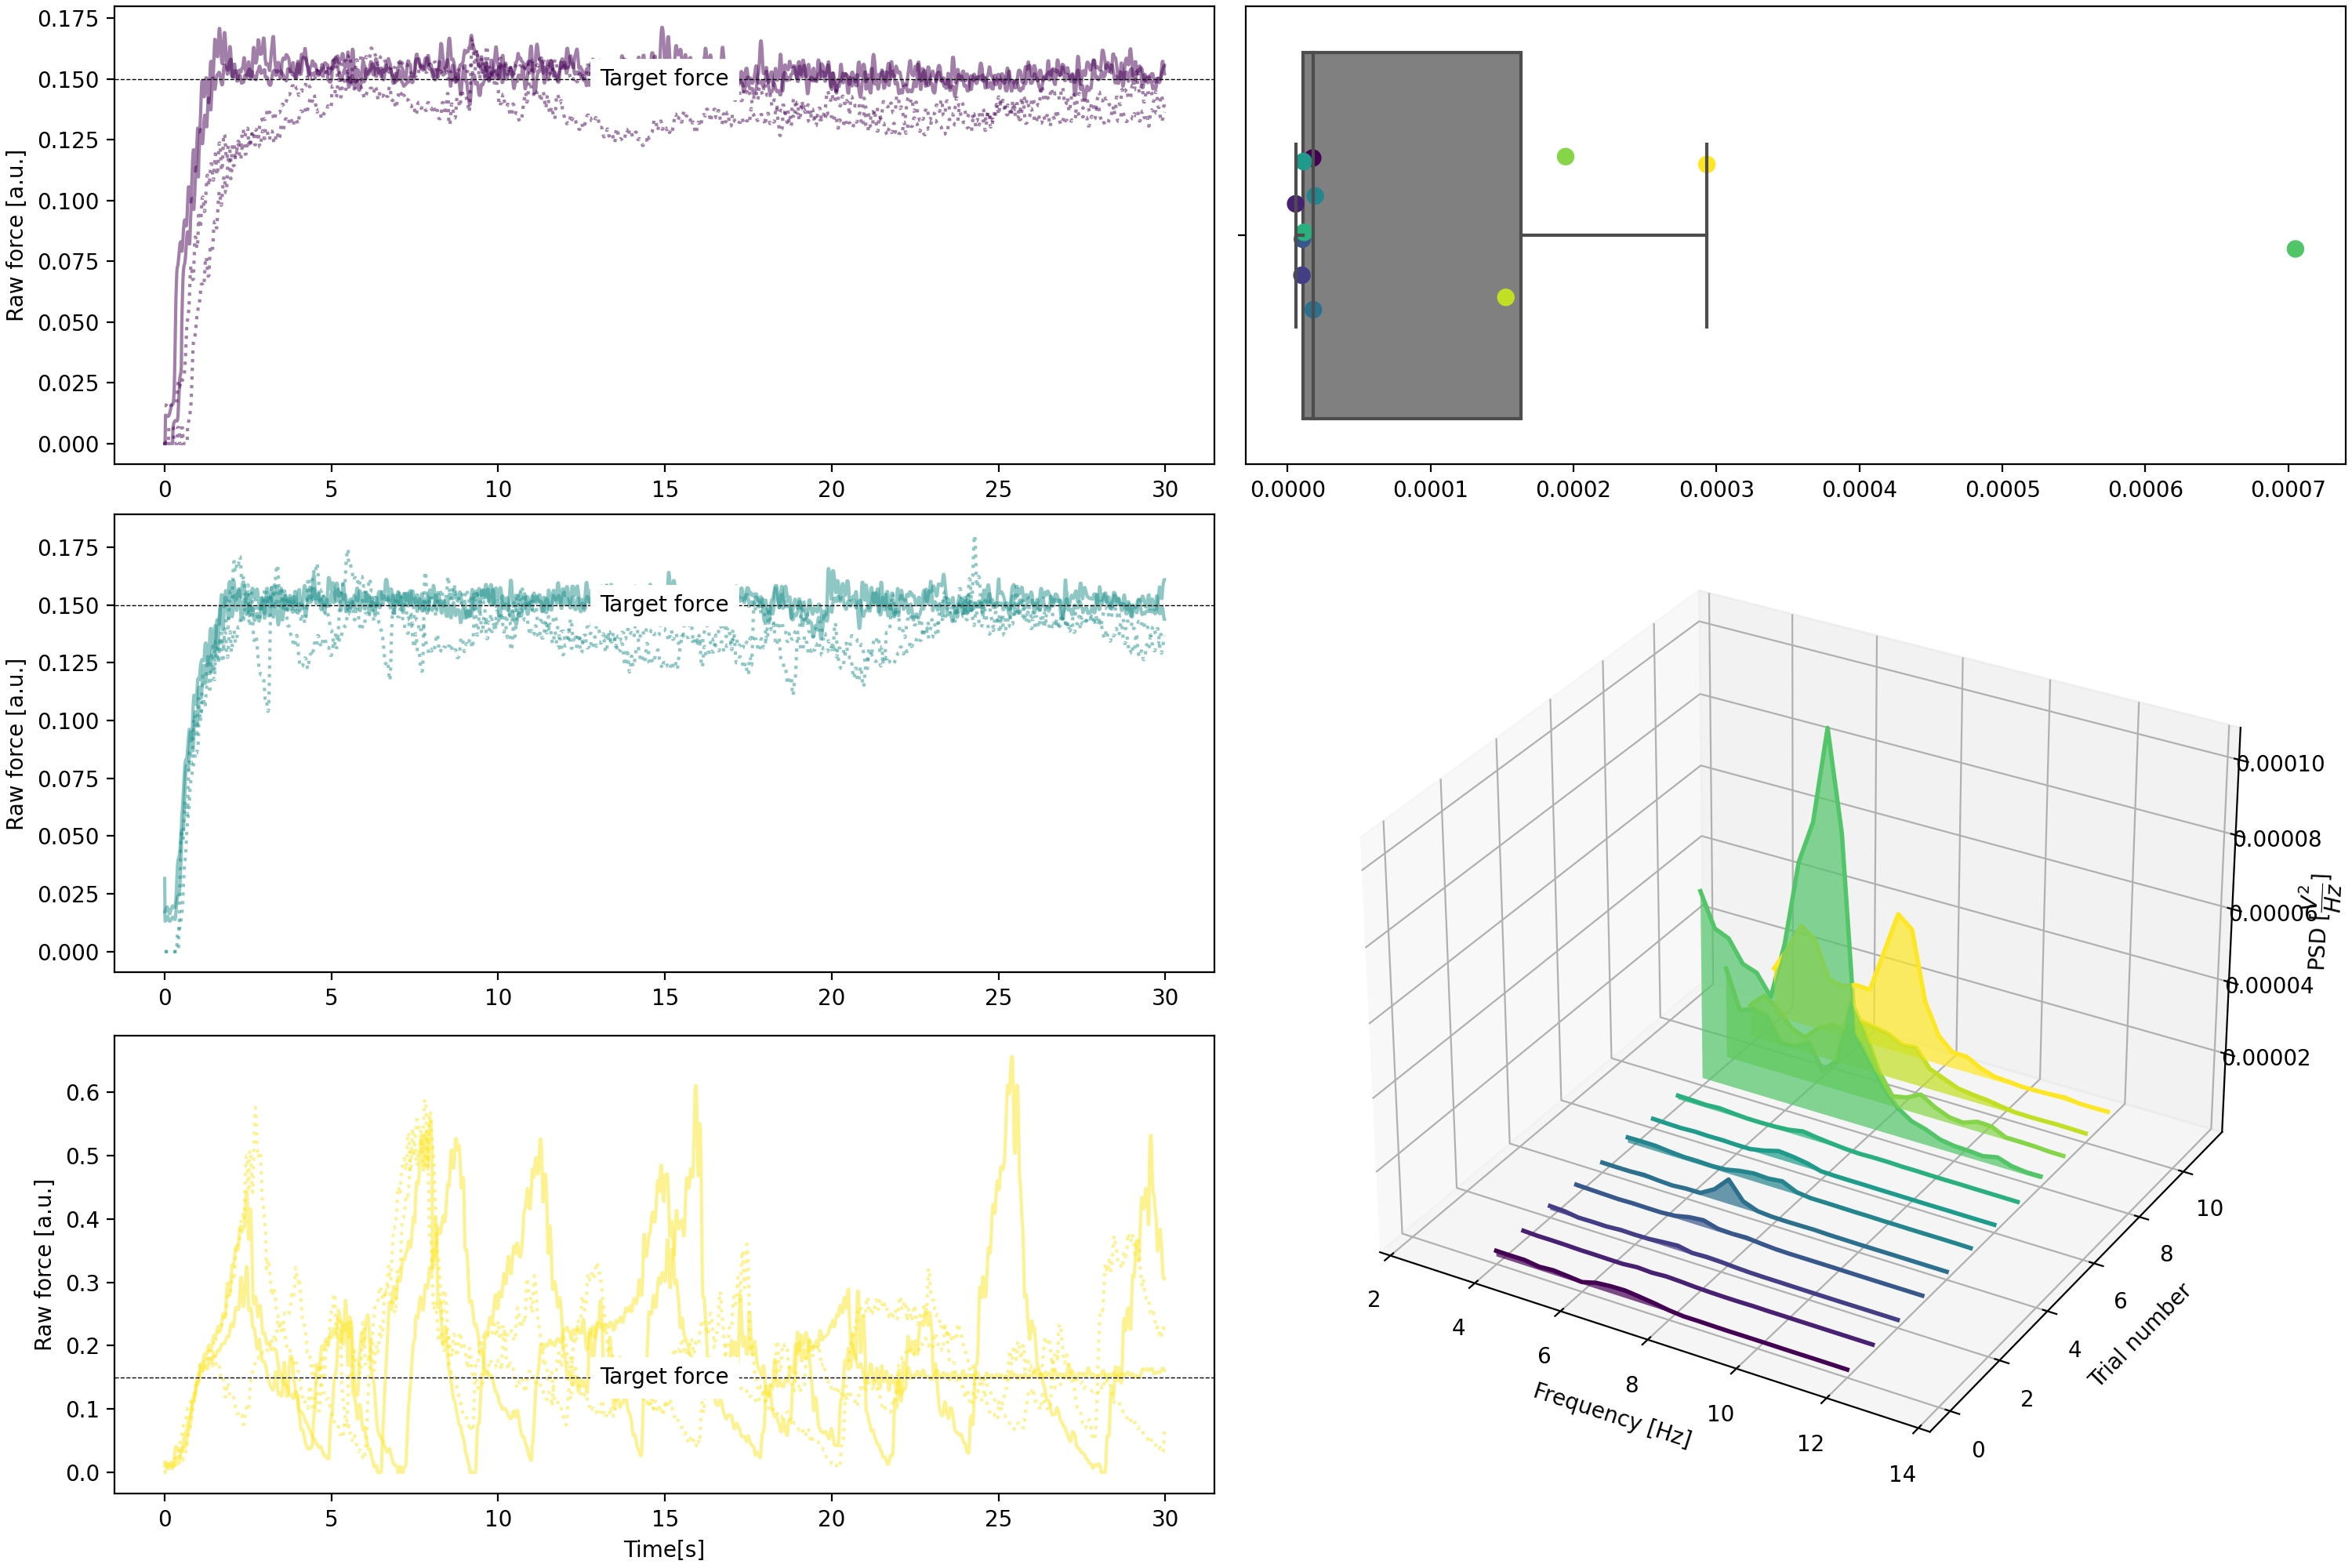 0.175
0.150
0.125
0.100
0.075
0.050
0.025
0.000
Raw force [a.u.]
Target force
0 5 10 15 20 25 30
0.0000 0.0001 0.0002 0.0003 0.0004 0.0005 0.0006 0.0007
0.175
0.150
0.125
0.100
0.075
0.050
0.025
0.000
Raw force [a.u.]
Target force
0 5 10 15 20 25 30
0.6
0.5
0.4
0.3
0.2
0.1
0.0
Raw force [a.u.]
Target force
0 5 10 15 20 25 30
Time[s]
0.00010
0.00008
0.00006
0.00004
0.00002
PSD [V²/Hz]
2 4 6 8 10 12 14
Frequency [Hz]
0 2 4 6 8 10
Trial number